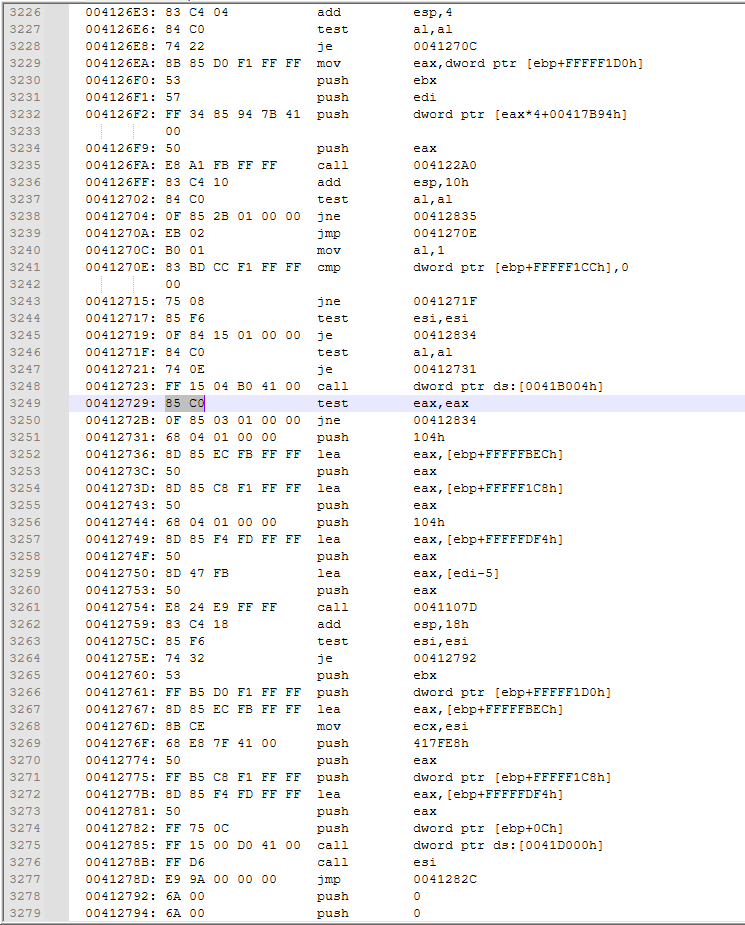 3226 004126E3: 83 C4 04 add esp,4
3227 004126E6: 84 C0 test al,al
3228 004126E8: 74 22 je 0041270C
3229 004126EA: 8B 85 D0 F1 FF FF mov eax,dword ptr [ebp+FFFFF1D0h]
3230 004126F0: 53 push ebx
3231 004126F1: 57 push edi
3232 004126F2: FF 34 85 94 7B 41 push dword ptr [eax*4+00417B94h]
3233 00
3234 004126F9: 50 push eax
3235 004126FA: E8 A1 FB FF FF call 004122A0
3236 004126FF: 83 C4 10 add esp,10h
3237 00412702: 84 C0 test al,al
3238 00412704: 0F 85 2B 01 00 00 jne 00412835
3239 0041270A: EB 02 jmp 0041270E
3240 0041270C: B0 01 mov al,1
3241 0041270E: 83 BD CC F1 FF FF cmp dword ptr [ebp+FFFFF1CCh],0
3242 00
3243 00412715: 75 08 jne 0041271F
3244 00412717: 85 F6 test esi,esi
3245 00412719: 0F 84 15 01 00 00 je 00412834
3246 0041271F: 84 C0 test al,al
3247 00412721: 74 0E je 00412731
3248 00412723: FF 15 04 B0 41 00 call dword ptr ds:[0041B004h]
3249 00412729: 85 C0 test eax,eax
3250 0041272B: 0F 85 03 01 00 00 jne 00412834
3251 00412731: 68 04 01 00 00 push 104h
3252 00412736: 8D 85 EC FB FF FF lea eax,[ebp+FFFFFBECh]
3253 0041273C: 50 push eax
3254 0041273D: 8D 85 C8 F1 FF FF lea eax,[ebp+FFFFF1C8h]
3255 00412743: 50 push eax
3256 00412744: 68 04 01 00 00 push 104h
3257 00412749: 8D 85 F4 FD FF FF lea eax,[ebp+FFFFFDF4h]
3258 0041274F: 50 push eax
3259 00412750: 8D 47 FB lea eax,[edi-5]
3260 00412753: 50 push eax
3261 00412754: E8 24 E9 FF FF call 0041107D
3262 00412759: 83 C4 18 add esp,18h
3263 0041275C: 85 F6 test esi,esi
3264 0041275E: 74 32 je 00412792
3265 00412760: 53 push ebx
3266 00412761: FF B5 D0 F1 FF FF push dword ptr [ebp+FFFFF1D0h]
3267 00412767: 8D 85 EC FB FF FF lea eax,[ebp+FFFFFBECh]
3268 0041276D: 8B CE mov ecx,esi
3269 0041276F: 68 E8 7F 41 00 push 417FE8h
3270 00412774: 50 push eax
3271 00412775: FF B5 C8 F1 FF FF push dword ptr [ebp+FFFFF1C8h]
3272 0041277B: 8D 85 F4 FD FF FF lea eax,[ebp+FFFFFDF4h]
3273 00412781: 50 push eax
3274 00412782: FF 75 0C push dword ptr [ebp+0Ch]
3275 00412785: FF 15 00 D0 41 00 call dword ptr ds:[0041D000h]
3276 0041278B: FF D6 call esi
3277 0041278D: E9 9A 00 00 00 jmp 0041282C
3278 00412792: 6A 00 push 0
3279 00412794: 6A 00 push 0